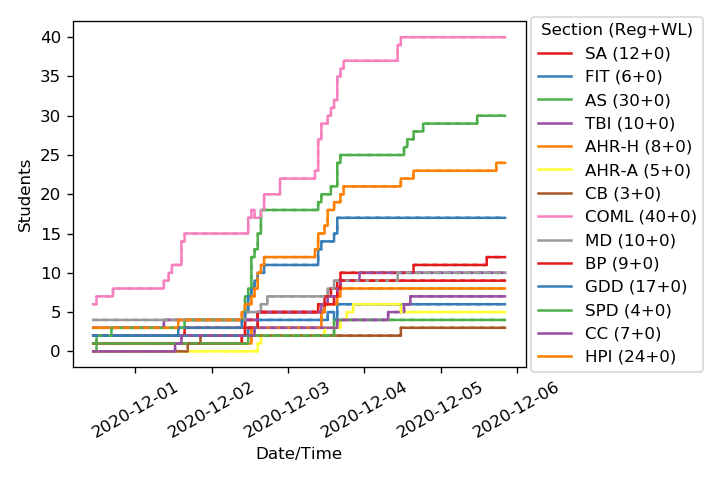 40
35
30
25
20
15
10
5
0
Students
2020-12-01
2020-12-02
2020-12-03
2020-12-04
2020-12-05
2020-12-06
Date/Time
Section (Reg+WL)
SA (12+0)
FIT (6+0)
AS (30+0)
TBI (10+0)
AHR-H (8+0)
AHR-A (5+0)
CB (3+0)
COML (40+0)
MD (10+0)
BP (9+0)
GDD (17+0)
SPD (4+0)
CC (7+0)
HPI (24+0)